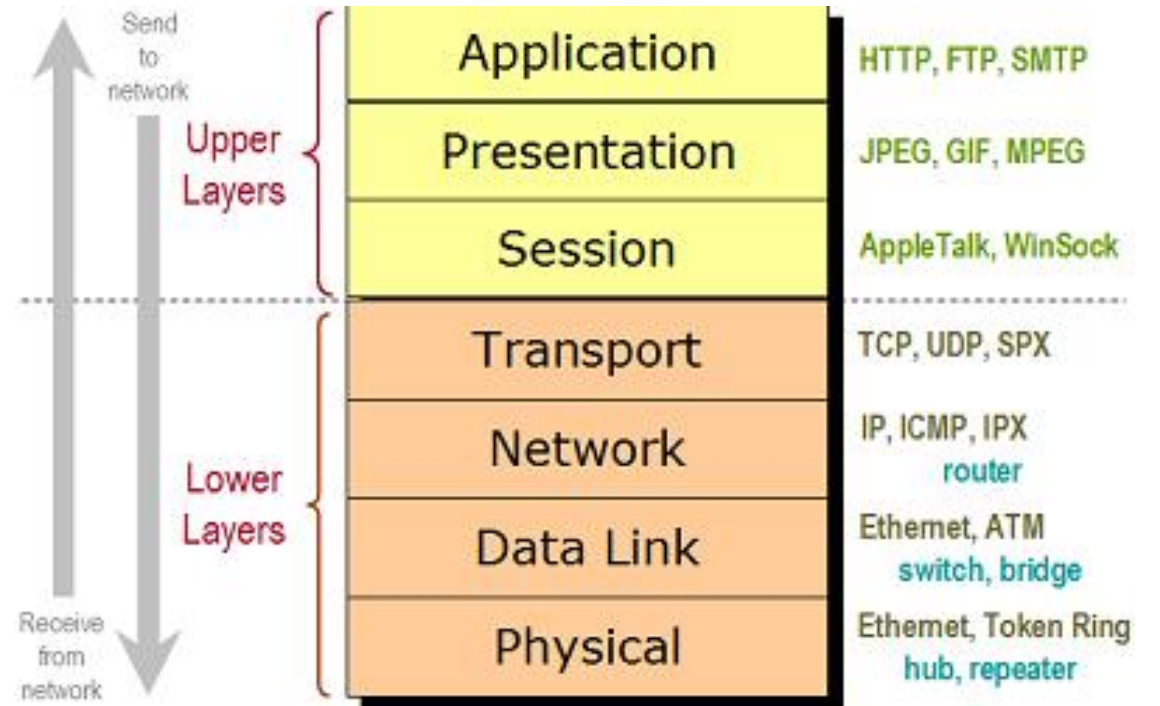 Send
to
network
Upper
Layers
Application
HTTP, FTP, SMTP
Presentation
JPEG, GIF, MPEG
Session
AppleTalk, WinSock
Lower
Layers
Transport
TCP, UDP, SPX
Network
IP, ICMP, IPX
router
Data Link
Ethernet, ATM
switch, bridge
Physical
Ethernet, Token Ring
hub, repeater
Receive
from
network